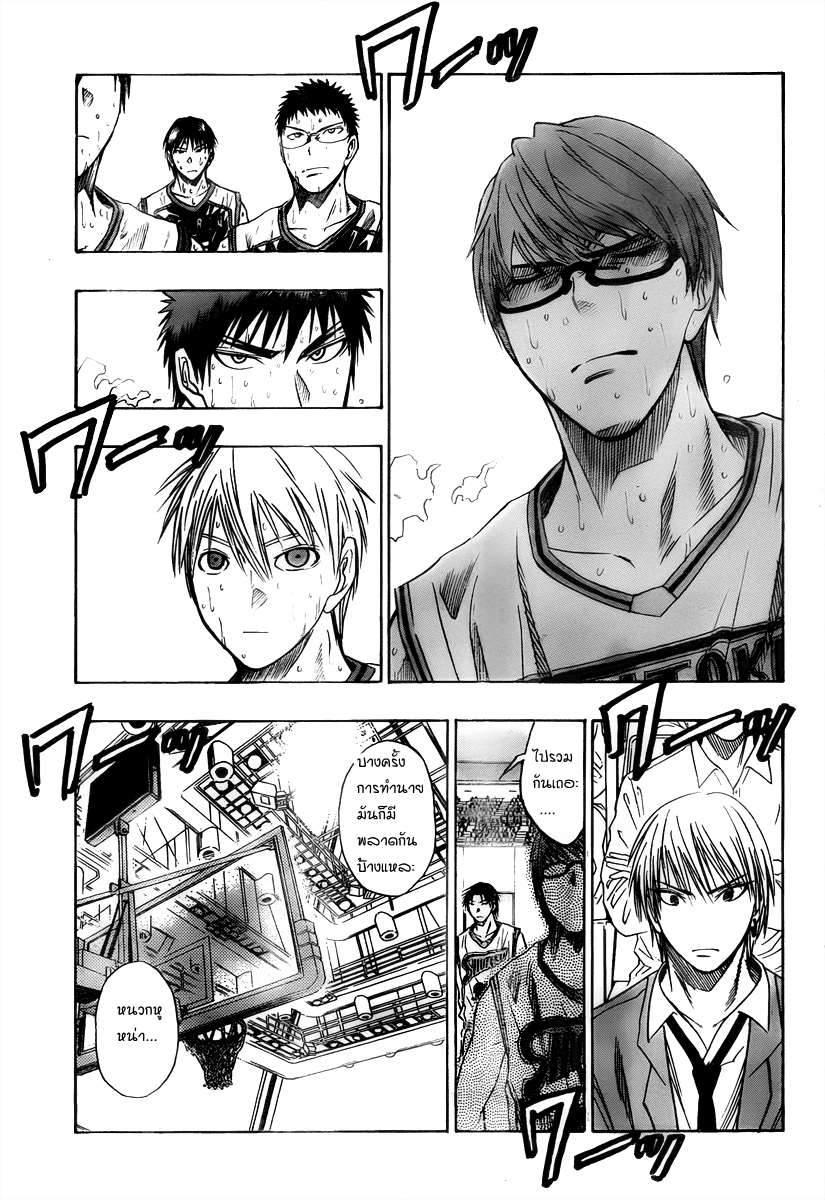 ワーッ
ワーッ
ワーッ
ワーッ
ไปรวม
กันเถอะ
....
บางครั้ง
การทำนาย
มันก็มี
พลาดกัน
บ้างแหละ
หนวกหู
หน่า...
ワーッ